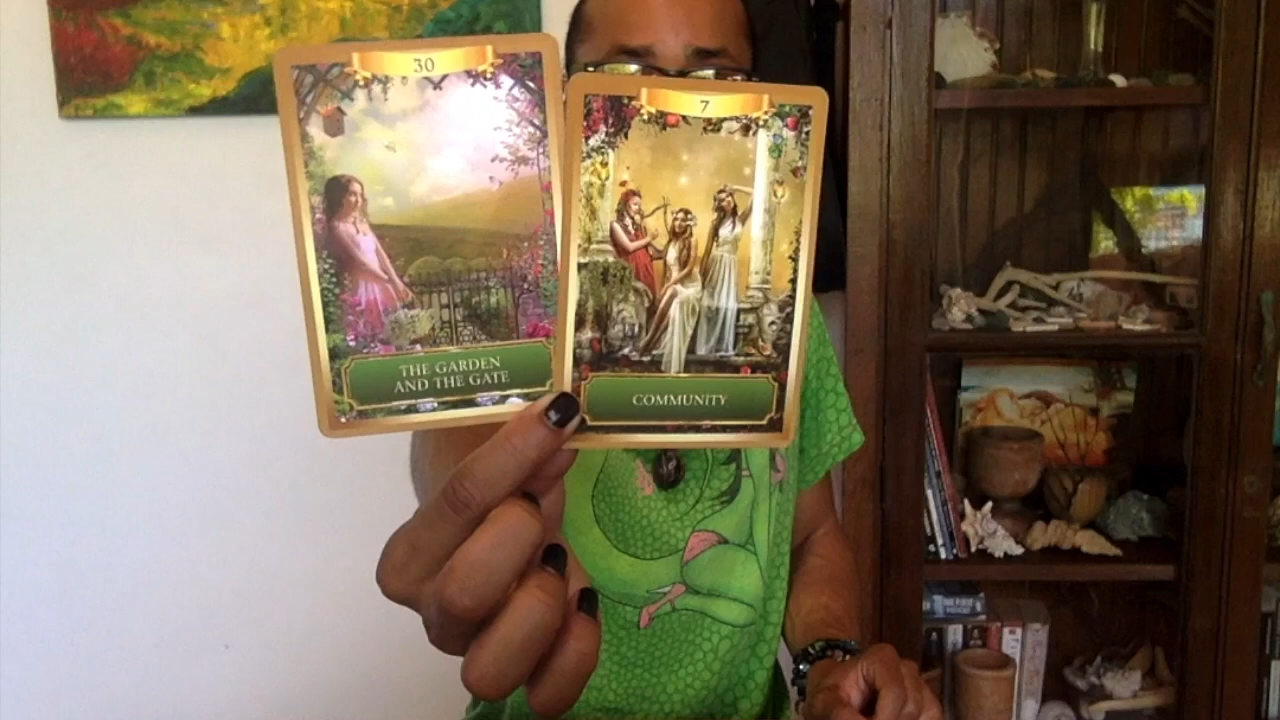 30
THE GARDEN
AND THE GATE
7
COMMUNITY